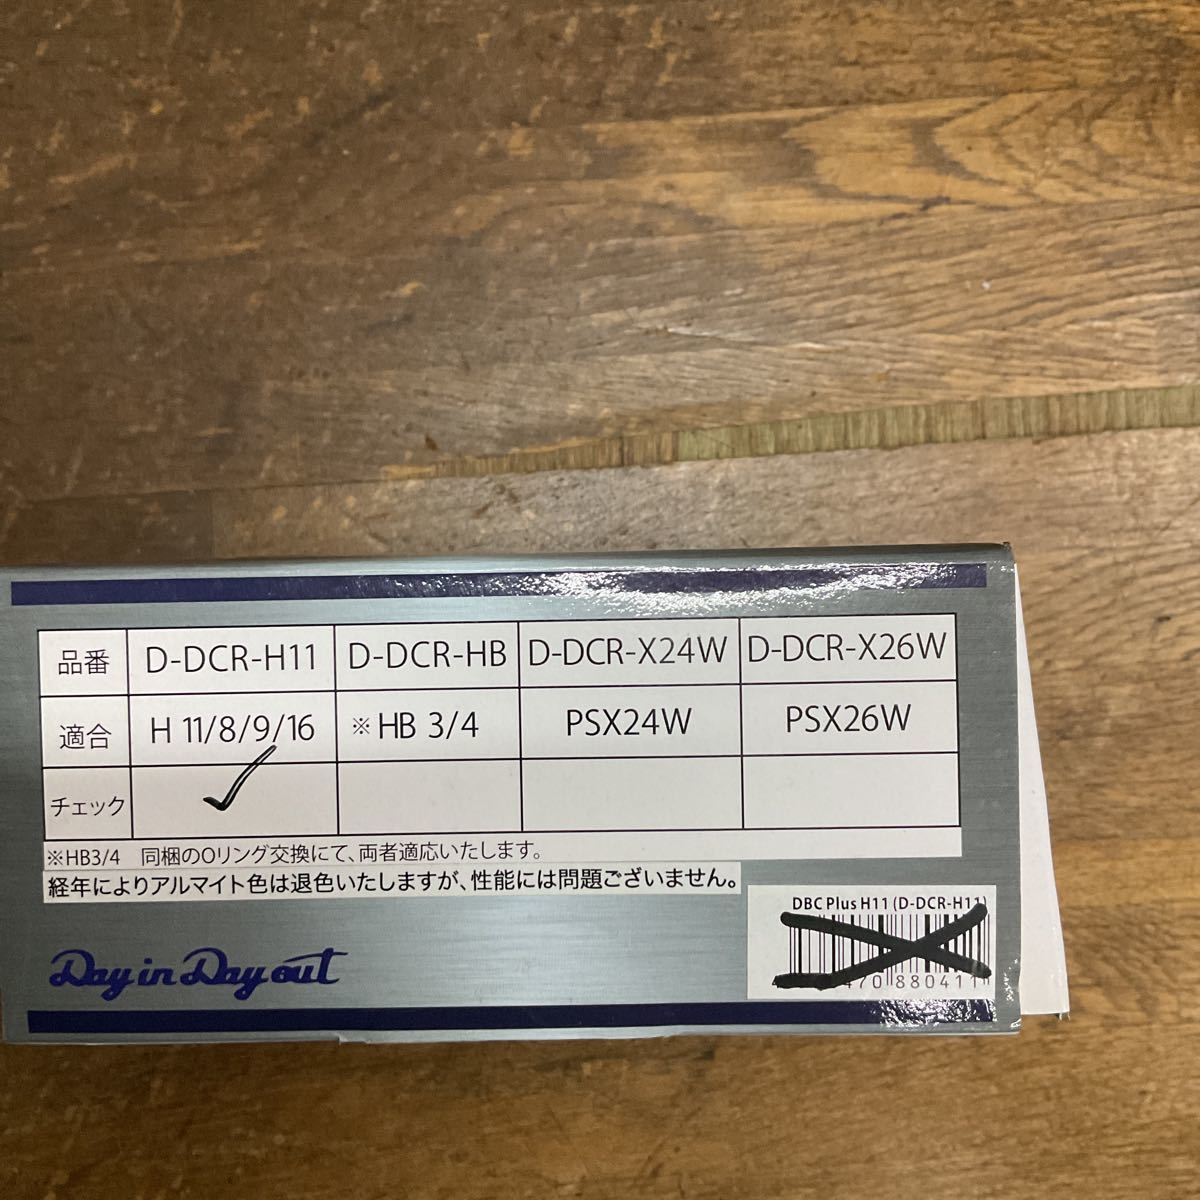 品番 D-DCR-H11 D-DCR-HB D-DCR-X24W D-DCR-X26W
適合 H 11/8/9/16 ※HB 3/4 PSX24W PSX26W
チェック ✓
※HB3/4 同梱のOリング交換にて、両者適応いたします。
経年によりアルマイト色は退色いたしますが、性能には問題ございません。
DBC Plus H11 (D-DCR-H11)
470 880411
Day in Day out